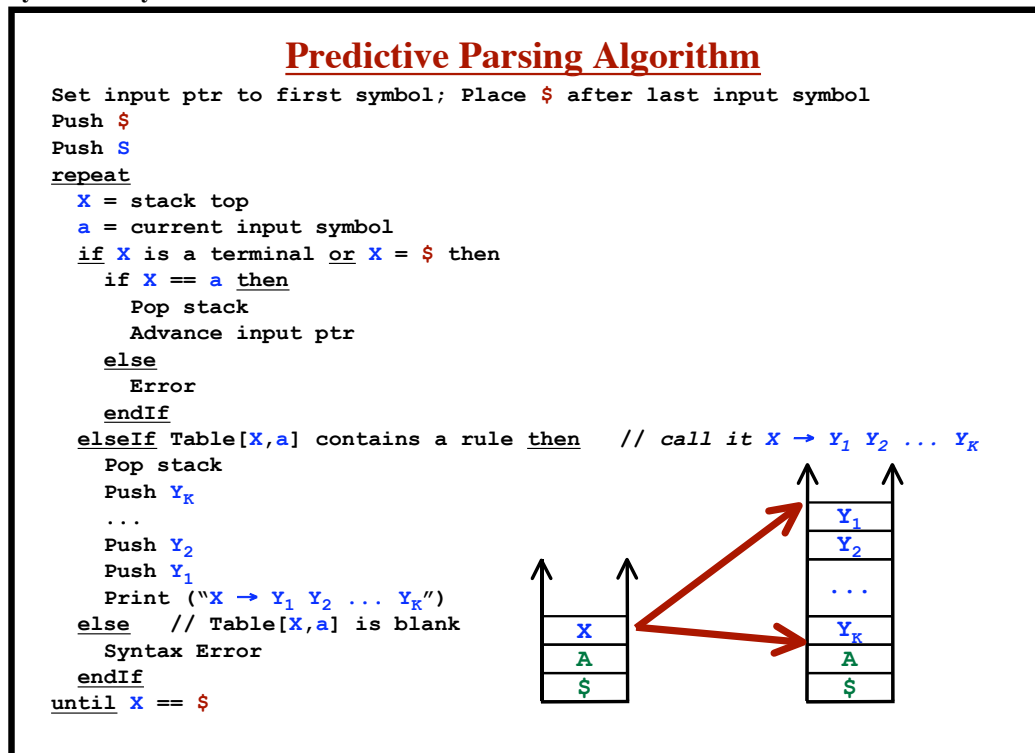 Predictive Parsing Algorithm
Set input ptr to first symbol; Place $ after last input symbol
Push $
Push S
repeat
X = stack top
a = current input symbol
if X is a terminal or X = $ then
if X == a then
Pop stack
Advance input ptr
else
Error
endIf
elseIf Table[X,a] contains a rule then // call it X → Y1 Y2 ... YK
Pop stack
Push YK
...
Push Y2
Push Y1
Print (“X → Y1 Y2 ... YK”)
else // Table[X,a] is blank
Syntax Error
endIf
until X == $
X
A
$
Y1
Y2
...
YK
A
$